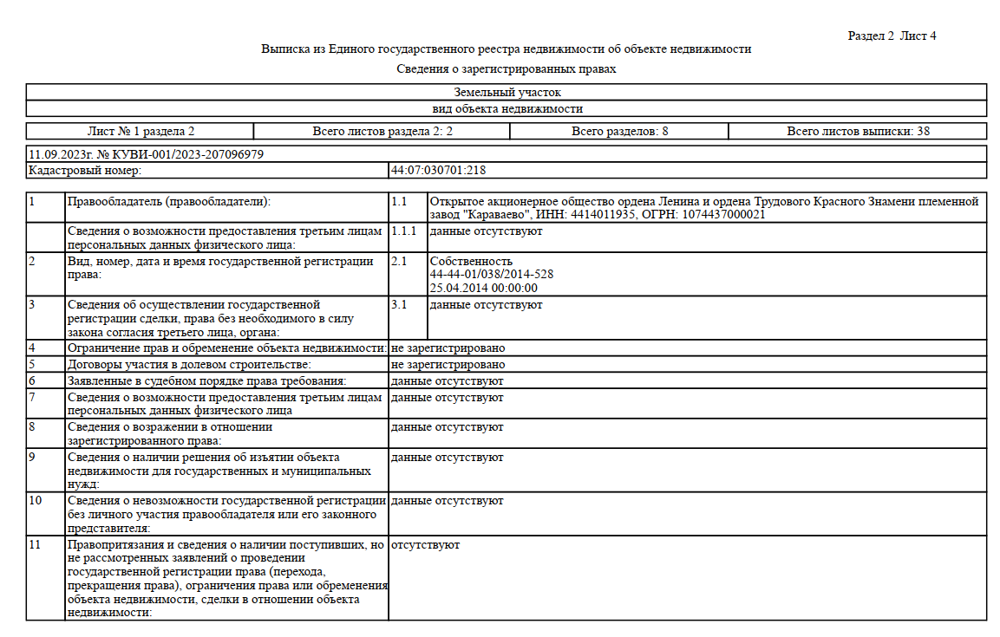 Раздел 2 Лист 4
Выписка из Единого государственного реестра недвижимости об объекте недвижимости
Сведения о зарегистрированных правах
Земельный участок
вид объекта недвижимости
Лист № 1 раздела 2 Всего листов раздела 2: 2 Всего разделов: 8 Всего листов выписки: 38
11.09.2023г. № КУВИ-001/2023-207096979
Кадастровый номер: 44:07:030701:218
1 Правообладатель (правообладатели): 1.1 Открытое акционерное общество ордена Ленина и ордена Трудового Красного Знамени племенной
завод "Караваево", ИНН: 4414011935, ОГРН: 1074437000021
Сведения о возможности предоставления третьим лицам 1.1.1 данные отсутствуют
персональных данных физического лица:
2 Вид, номер, дата и время государственной регистрации 2.1 Собственность
права: 44-44-01/038/2014-528
25.04.2014 00:00:00
3 Сведения об осуществлении государственной 3.1 данные отсутствуют
регистрации сделки, права без необходимого в силу
закона согласия третьего лица, органа:
4 Ограничение прав и обременение объекта недвижимости: не зарегистрировано
5 Договоры участия в долевом строительстве: не зарегистрировано
6 Заявленные в судебном порядке права требования: данные отсутствуют
7 Сведения о возможности предоставления третьим лицам данные отсутствуют
персональных данных физического лица
8 Сведения о возражении в отношении данные отсутствуют
зарегистрированного права:
9 Сведения о наличии решения об изъятии объекта данные отсутствуют
недвижимости для государственных и муниципальных
нужд:
10 Сведения о невозможности государственной регистрации данные отсутствуют
без личного участия правообладателя или его законного
представителя:
11 Правопритязания и сведения о наличии поступивших, но отсутствуют
не рассмотренных заявлений о проведении
государственной регистрации права (перехода,
прекращения права), ограничения права или обременения
объекта недвижимости, сделки в отношении объекта
недвижимости: